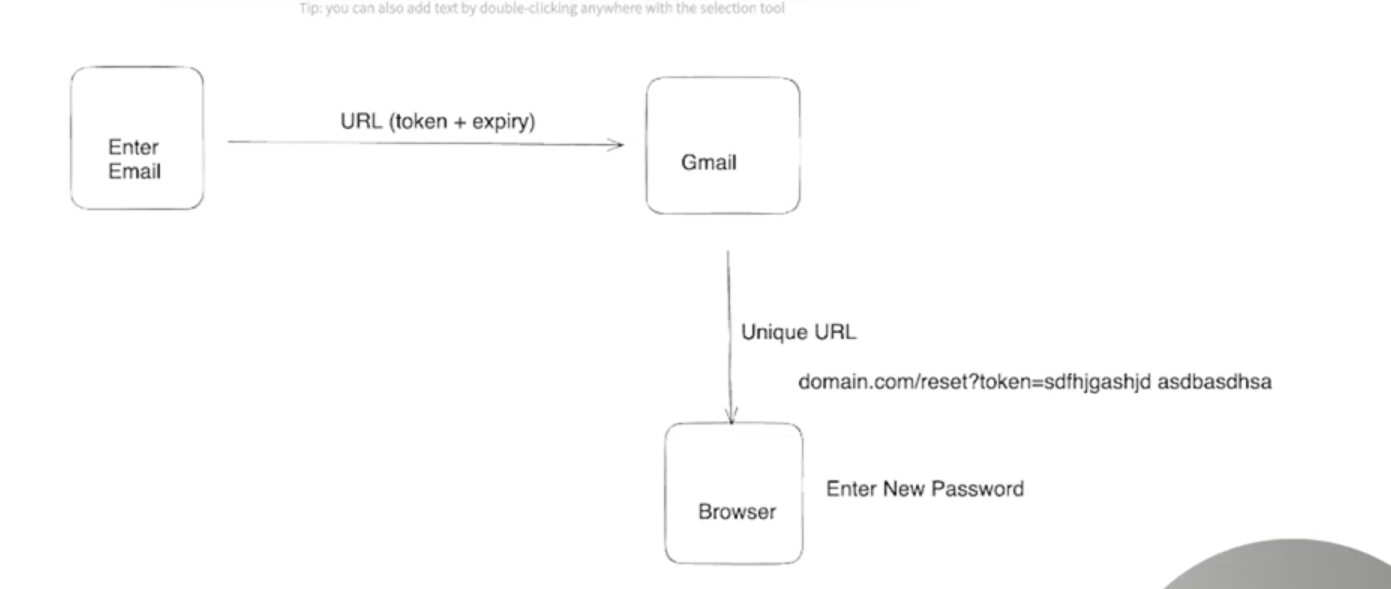 Tip: you can also add text by double-clicking anywhere with the selection tool
URL (token + expiry)
Enter
Email
Gmail
Unique URL
domain.com/reset?token=sdfhjgashjd asdbasdhsa
Enter New Password
Browser